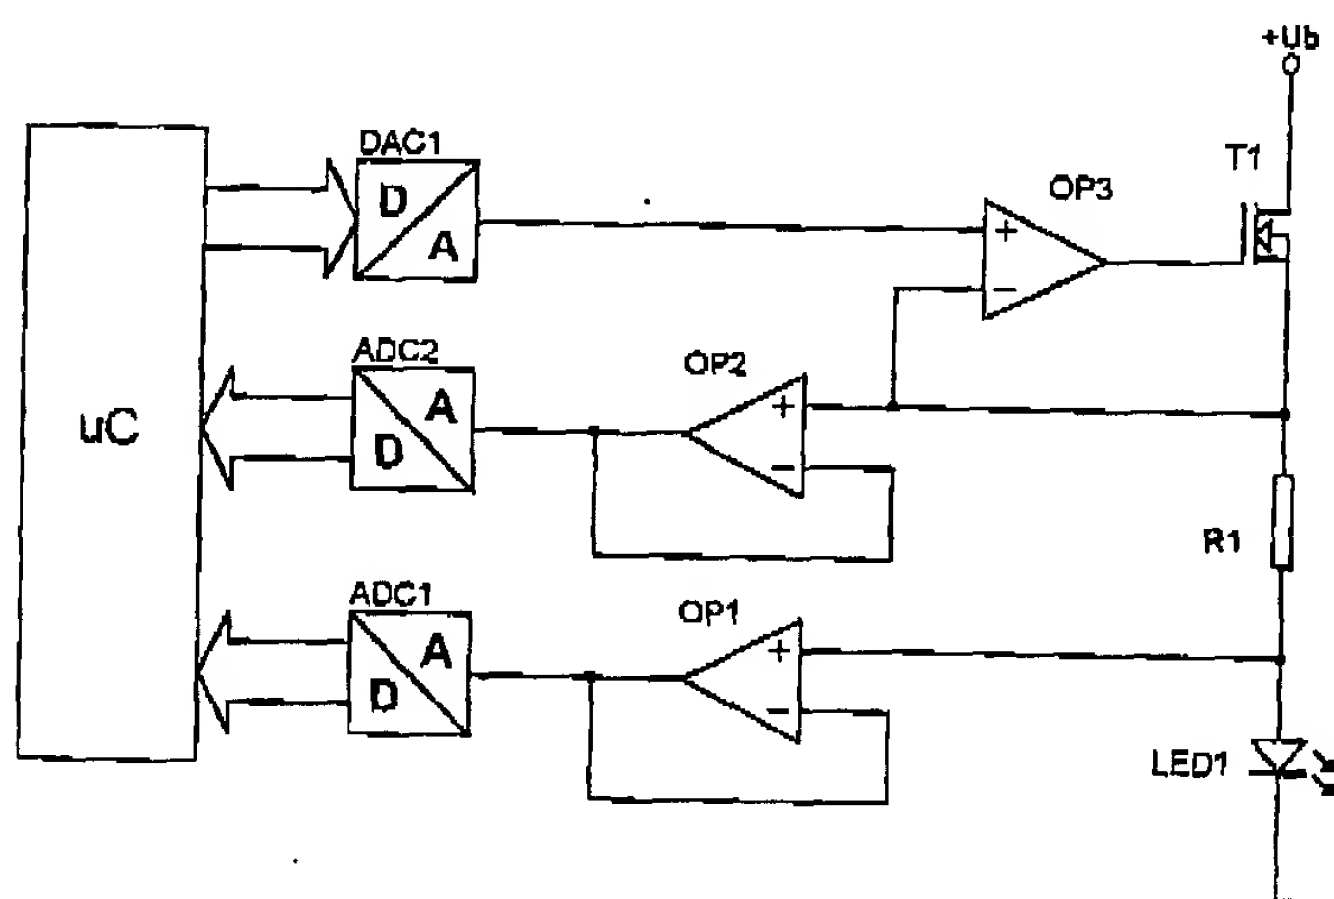 +Ub
DAC1
D
A
T1
OP3
+
−
ADC2
A
D
OP2
+
−
uC
R1
ADC1
A
D
OP1
+
−
LED1